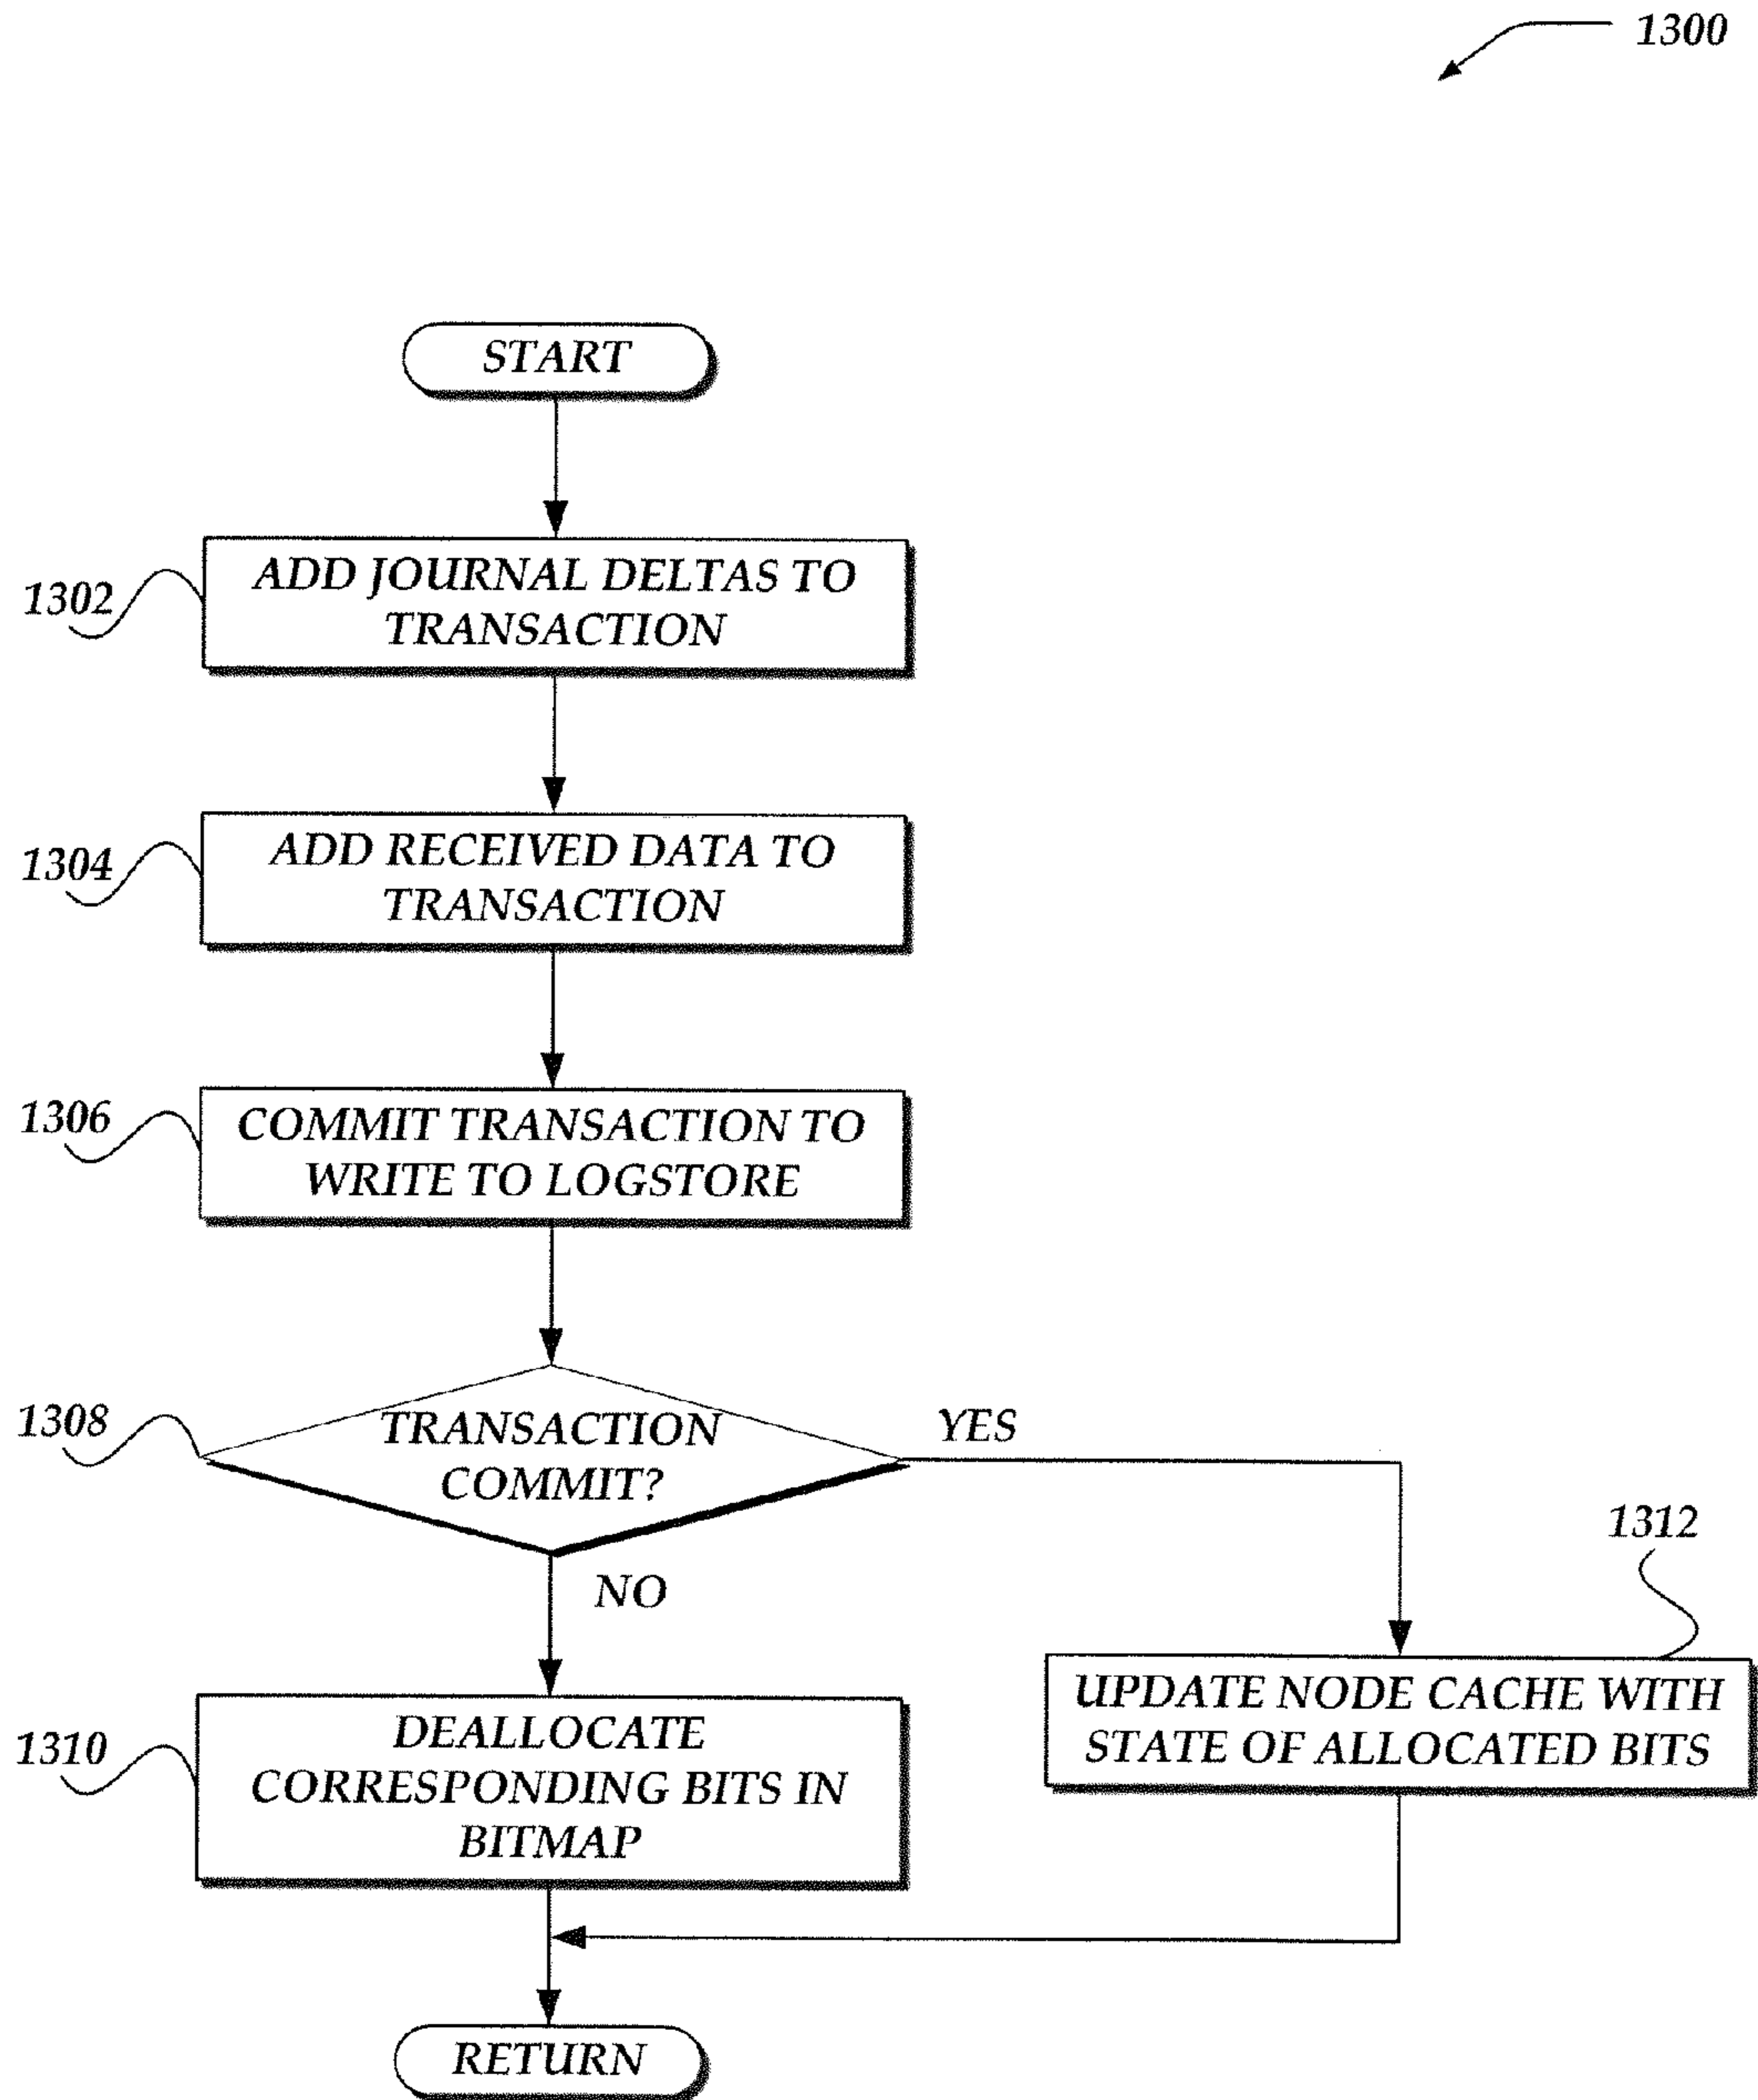 1300
START
1302
ADD JOURNAL DELTAS TO
TRANSACTION
1304
ADD RECEIVED DATA TO
TRANSACTION
1306
COMMIT TRANSACTION TO
WRITE TO LOGSTORE
1308
TRANSACTION
COMMIT?
YES
NO
1312
UPDATE NODE CACHE WITH
STATE OF ALLOCATED BITS
1310
DEALLOCATE
CORRESPONDING BITS IN
BITMAP
RETURN